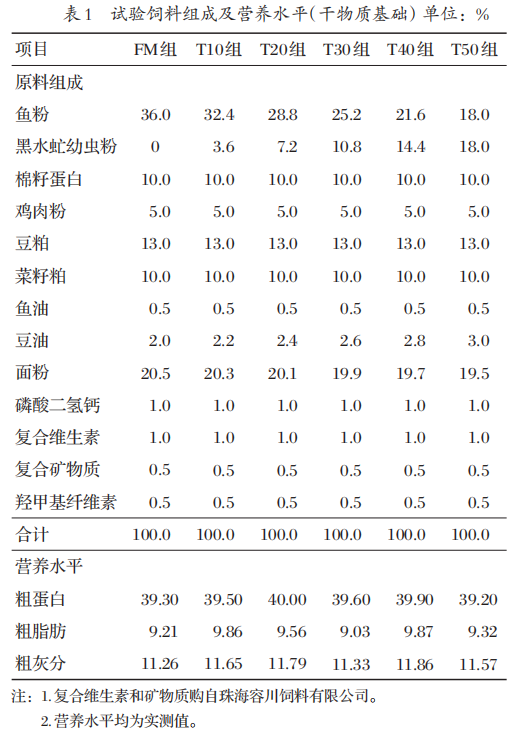 表1 试验饲料组成及营养水平(干物质基础) 单位：%
项目 FM组 T10组 T20组 T30组 T40组 T50组
原料组成
鱼粉 36.0 32.4 28.8 25.2 21.6 18.0
黑水虻幼虫粉 0 3.6 7.2 10.8 14.4 18.0
棉籽蛋白 10.0 10.0 10.0 10.0 10.0 10.0
鸡肉粉 5.0 5.0 5.0 5.0 5.0 5.0
豆粕 13.0 13.0 13.0 13.0 13.0 13.0
菜籽粕 10.0 10.0 10.0 10.0 10.0 10.0
鱼油 0.5 0.5 0.5 0.5 0.5 0.5
豆油 2.0 2.2 2.4 2.6 2.8 3.0
面粉 20.5 20.3 20.1 19.9 19.7 19.5
磷酸二氢钙 1.0 1.0 1.0 1.0 1.0 1.0
复合维生素 1.0 1.0 1.0 1.0 1.0 1.0
复合矿物质 0.5 0.5 0.5 0.5 0.5 0.5
羟甲基纤维素 0.5 0.5 0.5 0.5 0.5 0.5
合计 100.0 100.0 100.0 100.0 100.0 100.0
营养水平
粗蛋白 39.30 39.50 40.00 39.60 39.90 39.20
粗脂肪 9.21 9.86 9.56 9.03 9.87 9.32
粗灰分 11.26 11.65 11.79 11.33 11.86 11.57
注：1.复合维生素和矿物质购自珠海容川饲料有限公司。
2.营养水平均为实测值。